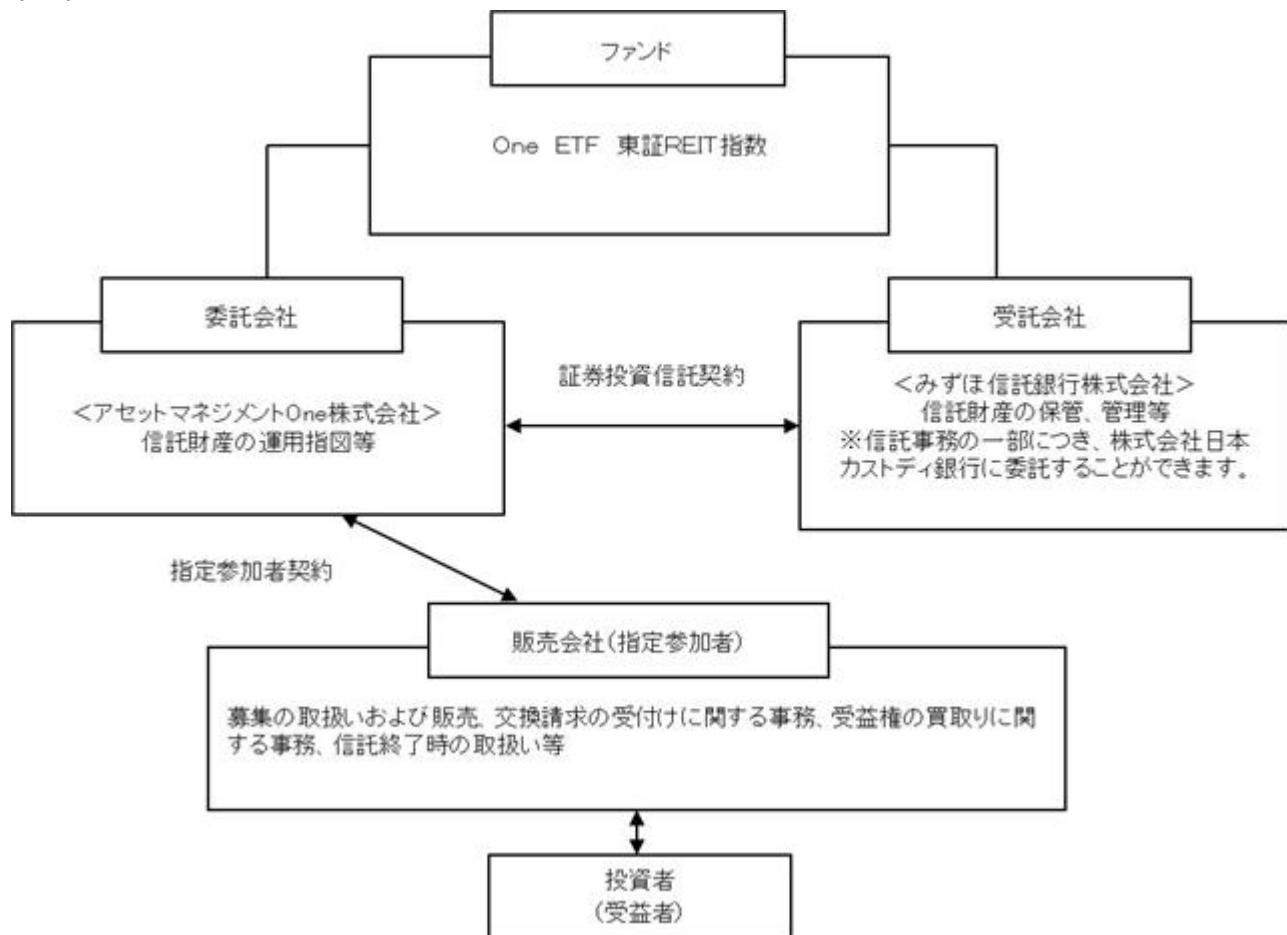 ファンド
One ETF 東証REIT指数
委託会社
<アセットマネジメントOne株式会社>
信託財産の運用指図等
証券投資信託契約
受託会社
<みずほ信託銀行株式会社>
信託財産の保管、管理等
※信託事務の一部につき、株式会社日本
カストディ銀行に委託することができます。
指定参加者契約
販売会社(指定参加者)
募集の取扱いおよび販売、交換請求の受付けに関する事務、受益権の買取りに関
する事務、信託終了時の取扱い等
投資者
(受益者)